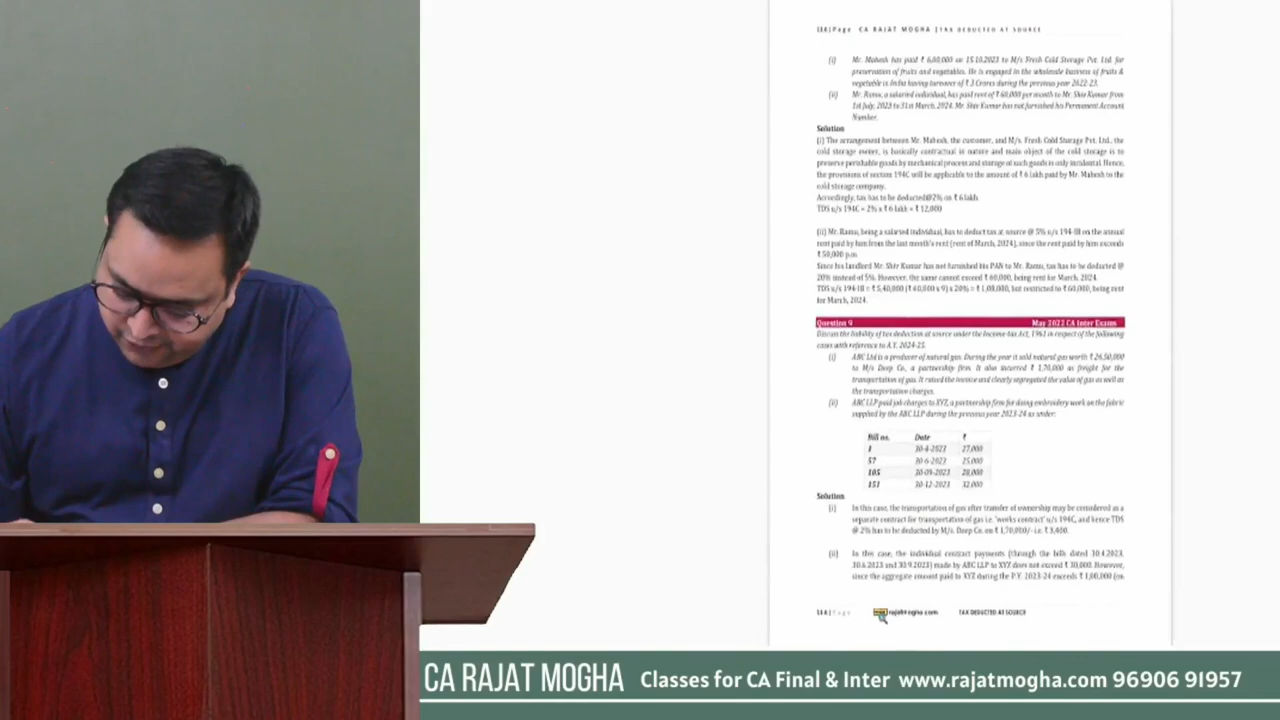 CA RAJAT MOGHA | TAX DEDUCTED AT SOURCE
(i) Mr. Mahesh has paid ₹ 6,00,000 on 15.10.2023 to M/s Fresh Cold Storage Pvt. Ltd. for
preservation of fruits and vegetables. He is engaged in the wholesale business of fruits &
vegetable in India having turnover of ₹ 3 Crores during the previous year 2022-23.
(ii) Mr. Ramu, a salaried individual, has paid rent of ₹ 60,000 per month to Mr. Shiv Kumar from
1st July, 2023 to 31st March, 2024. Mr. Shiv Kumar has not furnished his Permanent Account
Number.
Solution
(i) The arrangement between Mr. Mahesh, the customer, and M/s. Fresh Cold Storage Pvt. Ltd., the
cold storage owner, is basically contractual in nature and main object of the cold storage is to
preserve perishable goods by mechanical process and storage of such goods is only incidental. Hence,
the provisions of section 194C will be applicable to the amount of ₹ 6 lakh paid by Mr. Mahesh to the
cold storage company.
Accordingly, tax has to be deducted@2% on ₹ 6 lakh
TDS u/s 194C = 2% x ₹ 6 lakh = ₹ 12,000
(ii) Mr. Ramu, being a salaried individual, has to deduct tax at source @ 5% u/s 194-IB on the annual
rent paid by him from the last month's rent (rent of March, 2024), since the rent paid by him exceeds
₹ 50,000 p.m.
Since his landlord Mr. Shiv Kumar has not furnished his PAN to Mr. Ramu, tax has to be deducted @
20% instead of 5%. However, the same cannot exceed ₹ 60,000, being rent for March, 2024.
TDS u/s 194-IB = ₹ 5,40,000 (₹ 60,000 x 9) x 20% = ₹ 1,08,000, but restricted to ₹ 60,000, being rent
for March, 2024.
Question 9 May 2022 CA Inter Exams
Discuss the liability of tax deduction at source under the Income-tax Act, 1961 in respect of the following
cases with reference to A.Y. 2024-25.
(i) ABC Ltd is a producer of natural gas. During the year it sold natural gas worth ₹ 26,50,000
to M/s Deep Co., a partnership firm. It also incurred ₹ 1,70,000 as freight for the
transportation of gas. It raised the invoice and clearly segregated the value of gas as well as
the transportation charges.
(ii) ABC LLP paid job charges to XYZ, a partnership firm for doing embroidery work on the fabric
supplied by the ABC LLP during the previous year 2023-24 as under:
Bill no. Date ₹
1 30-4-2023 27,000
57 30-6-2023 25,000
105 30-09-2023 28,000
151 30-12-2023 32,000
Solution
(i) In this case, the transportation of gas after transfer of ownership may be considered as a
separate contract for transportation of gas i.e. 'works contract' u/s 194C, and hence TDS
@ 2% has to be deducted by M/s. Deep Co. on ₹ 1,70,000/- i.e. ₹ 3,400.
(ii) In this case, the individual contract payments (through the bills dated 30.4.2023,
30.6.2023 and 30.9.2023) made by ABC LLP to XYZ does not exceed ₹ 30,000. However,
since the aggregate amount paid to XYZ during the P.Y. 2023-24 exceeds ₹ 1,00,000 (on
rajatmogha.com TAX DEDUCTED AT SOURCE
CA RAJAT MOGHA Classes for CA Final & Inter www.rajatmogha.com 96906 91957